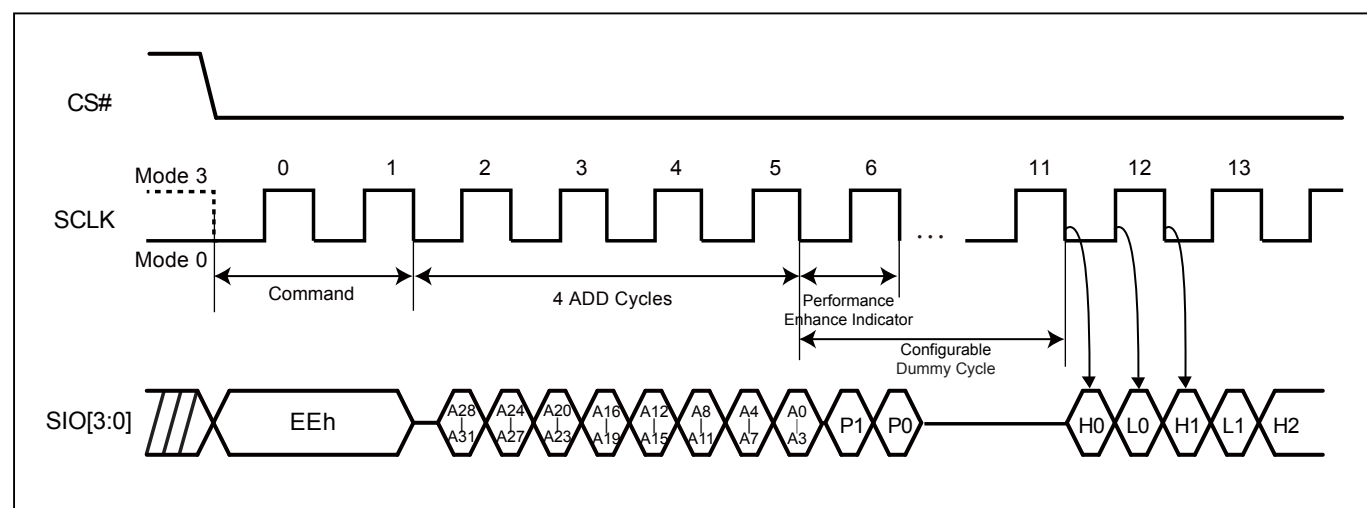 CS#
0 1 2 3 4 5 6 11 12 13
Mode 3
SCLK
...
Mode 0
Command
4 ADD Cycles
Performance
Enhance Indicator
Configurable
Dummy Cycle
SIO[3:0]
EEh
A28
A31
A24
A27
A20
A23
A16
A19
A12
A15
A8
A11
A4
A7
A0
A3
P1
P0
H0
L0
H1
L1
H2